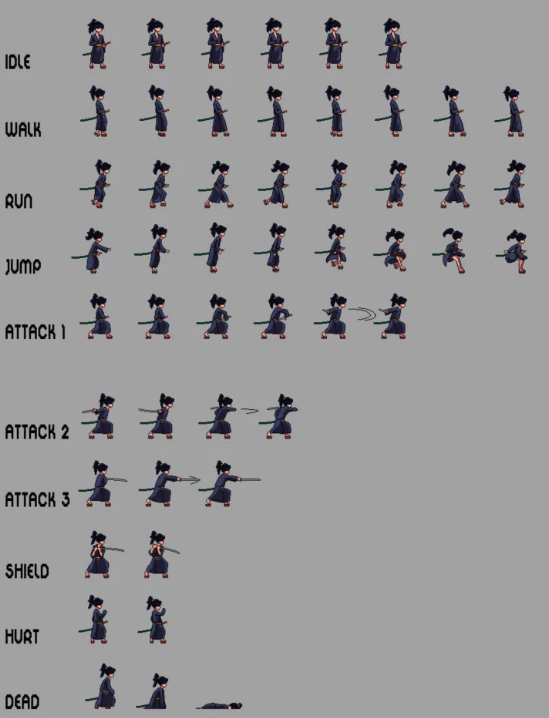 IDLE
WALK
RUN
JUMP
ATTACK 1
ATTACK 2
ATTACK 3
SHIELD
HURT
DEAD